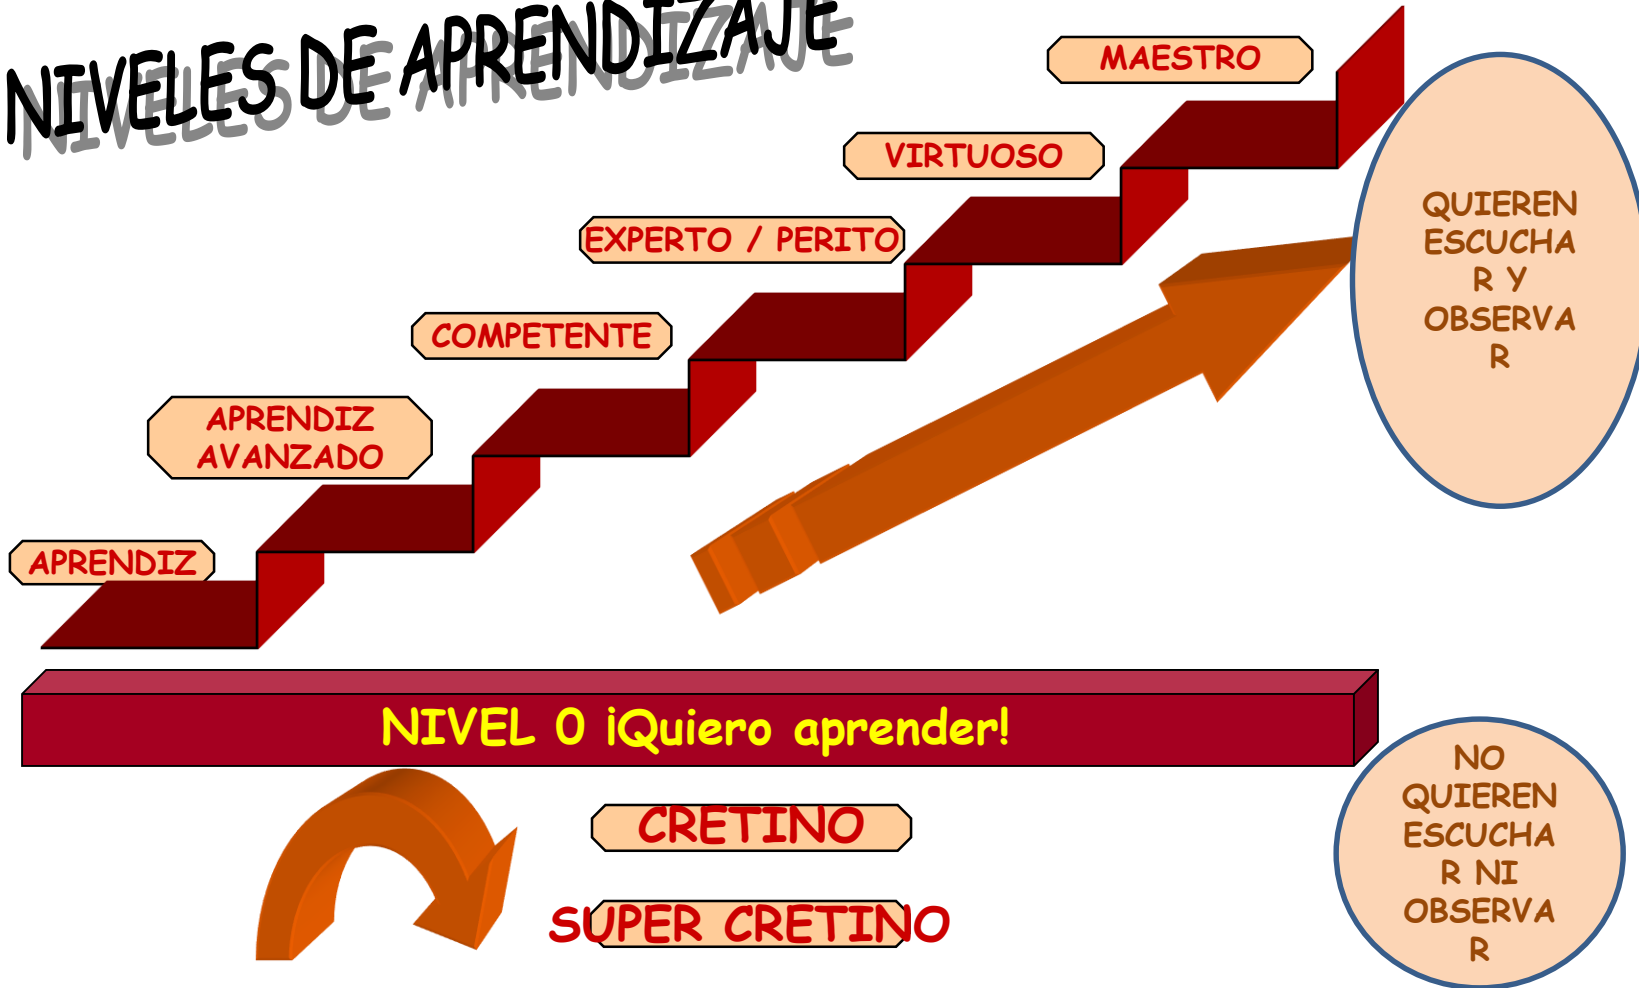 NIVELES DE APRENDIZAJE
MAESTRO
VIRTUOSO
EXPERTO / PERITO
COMPETENTE
APRENDIZ
AVANZADO
APRENDIZ
QUIEREN
ESCUCHA
R Y
OBSERVA
R
NIVEL 0 ¡Quiero aprender!
CRETINO
SUPER CRETINO
NO
QUIEREN
ESCUCHA
R NI
OBSERVA
R